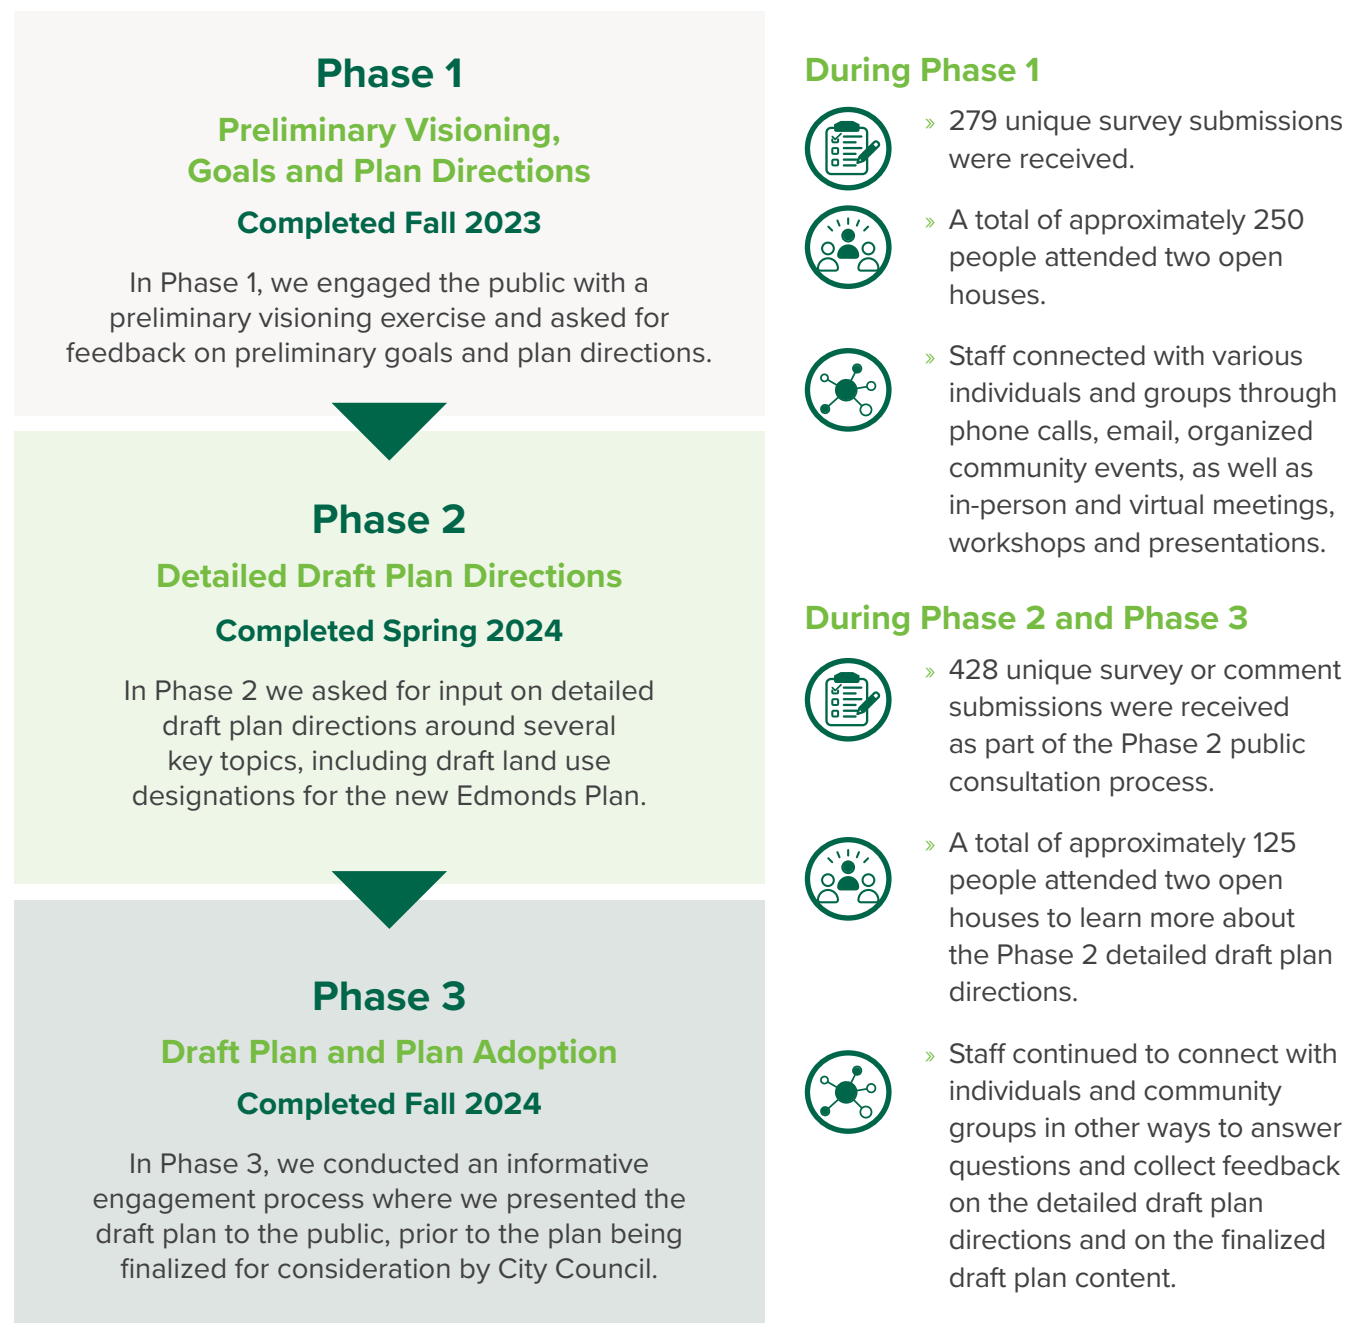 Phase 1
Preliminary Visioning,
Goals and Plan Directions
Completed Fall 2023
In Phase 1, we engaged the public with a
preliminary visioning exercise and asked for
feedback on preliminary goals and plan directions.
Phase 2
Detailed Draft Plan Directions
Completed Spring 2024
In Phase 2 we asked for input on detailed
draft plan directions around several
key topics, including draft land use
designations for the new Edmonds Plan.
Phase 3
Draft Plan and Plan Adoption
Completed Fall 2024
In Phase 3, we conducted an informative
engagement process where we presented the
draft plan to the public, prior to the plan being
finalized for consideration by City Council.
During Phase 1
» 279 unique survey submissions
were received.
» A total of approximately 250
people attended two open
houses.
» Staff connected with various
individuals and groups through
phone calls, email, organized
community events, as well as
in-person and virtual meetings,
workshops and presentations.
During Phase 2 and Phase 3
» 428 unique survey or comment
submissions were received
as part of the Phase 2 public
consultation process.
» A total of approximately 125
people attended two open
houses to learn more about
the Phase 2 detailed draft plan
directions.
» Staff continued to connect with
individuals and community
groups in other ways to answer
questions and collect feedback
on the detailed draft plan
directions and on the finalized
draft plan content.